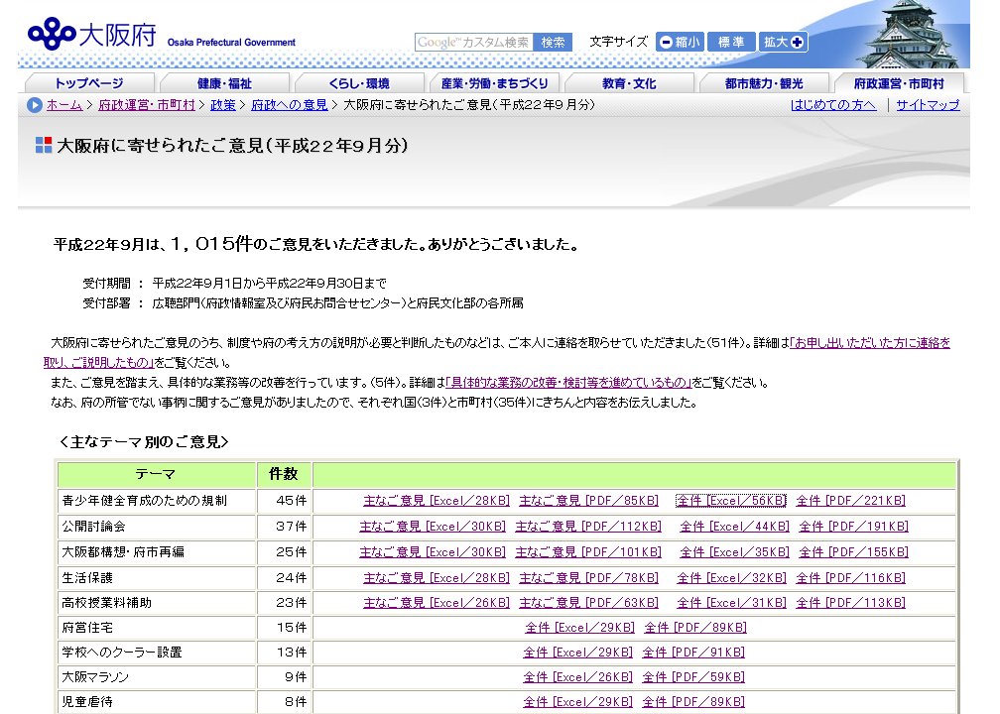 大阪府 Osaka Prefectural Government
Google™カスタム検索 検索 文字サイズ 縮小 標準 拡大
トップページ 健康・福祉 くらし・環境 産業・労働・まちづくり 教育・文化 都市魅力・観光 府政運営・市町村
ホーム > 府政運営・市町村 > 政策 > 府政への意見 > 大阪府に寄せられたご意見(平成22年9月分) はじめての方へ | サイトマップ
大阪府に寄せられたご意見(平成22年9月分)
平成22年9月は、1,015件のご意見をいただきました。ありがとうございました。
受付期間 : 平成22年9月1日から平成22年9月30日まで
受付部署 : 広聴部門(府政情報室及び府民お問合せセンター)と府民文化部の各所属
大阪府に寄せられたご意見のうち、制度や府の考え方の説明が必要と判断したものなどは、ご本人に連絡を取らせていただきました(51件)。詳細は「お申し出いただいた方に連絡を
取り、ご説明したもの」をご覧ください。
また、ご意見を踏まえ、具体的な業務等の改善を行っています。(5件)。詳細は「具体的な業務の改善・検討等を進めているもの」をご覧ください。
なお、府の所管でない事柄に関するご意見がありましたので、それぞれ国(3件)と市町村(35件)にきちんと内容をお伝えしました。
<主なテーマ別のご意見>
テーマ 件数
青少年健全育成のための規制 45件 主なご意見 [Excel/28KB] 主なご意見 [PDF/85KB] 全件 [Excel/56KB] 全件 [PDF/221KB]
公開討論会 37件 主なご意見 [Excel/30KB] 主なご意見 [PDF/112KB] 全件 [Excel/44KB] 全件 [PDF/191KB]
大阪都構想・府市再編 25件 主なご意見 [Excel/30KB] 主なご意見 [PDF/101KB] 全件 [Excel/35KB] 全件 [PDF/155KB]
生活保護 24件 主なご意見 [Excel/28KB] 主なご意見 [PDF/78KB] 全件 [Excel/32KB] 全件 [PDF/116KB]
高校授業料補助 23件 主なご意見 [Excel/26KB] 主なご意見 [PDF/63KB] 全件 [Excel/31KB] 全件 [PDF/113KB]
府営住宅 15件 全件 [Excel/29KB] 全件 [PDF/89KB]
学校へのクーラー設置 13件 全件 [Excel/29KB] 全件 [PDF/91KB]
大阪マラソン 9件 全件 [Excel/26KB] 全件 [PDF/59KB]
児童虐待 8件 全件 [Excel/29KB] 全件 [PDF/89KB]